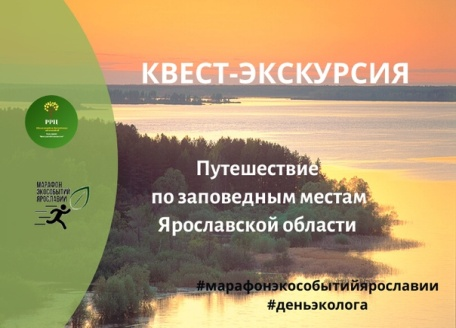 КВЕСТ-ЭКСКУРСИЯ
РРЦ
МАРАФОН
ЭКОСОБЫТИЙ
ЯРОСЛАВИИ
Путешествие
по заповедным местам
Ярославской области
#марафонэкособытийярославии
#деньэколога